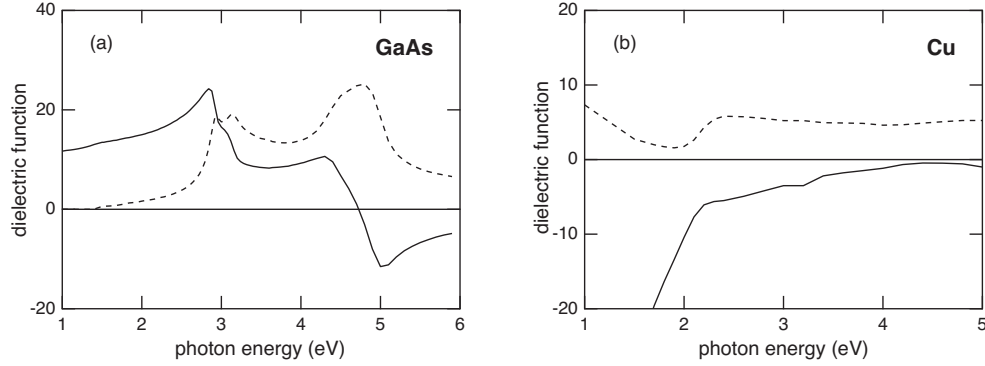 (a)
GaAs
dielectric function
40
20
0
-20
1 2 3 4 5 6
photon energy (eV)
(b)
Cu
dielectric function
20
10
0
-10
-20
1 2 3 4 5
photon energy (eV)